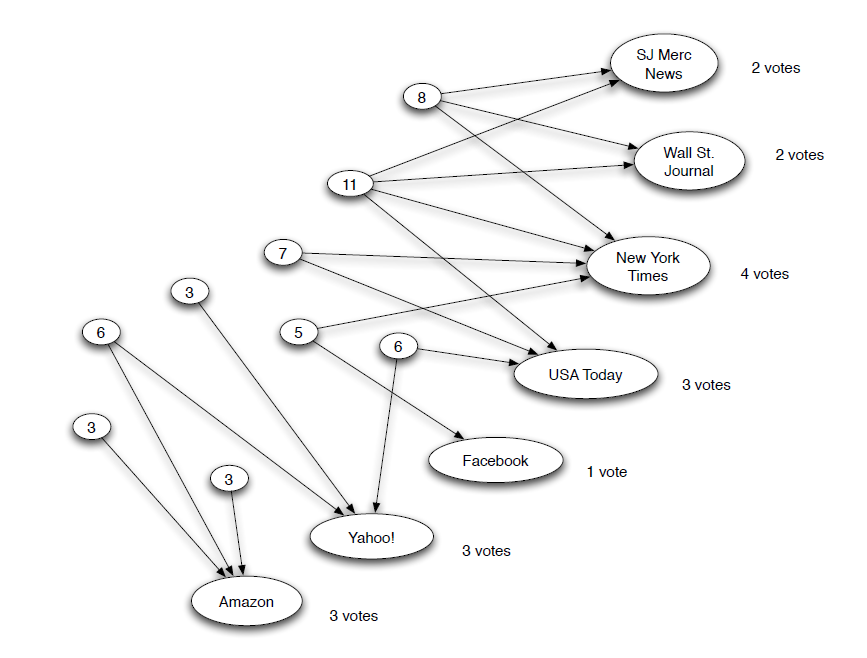 SJ Merc
News
2 votes
8
Wall St.
Journal
2 votes
11
New York
Times
4 votes
7
3
5
6
6
USA Today
3 votes
3
Facebook
1 vote
3
Yahoo!
3 votes
Amazon
3 votes